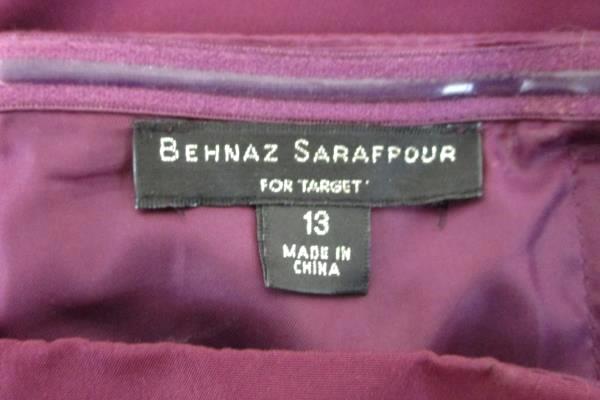 BEHNAZ SARAFPOUR
FOR TARGET
13
MADE IN
CHINA